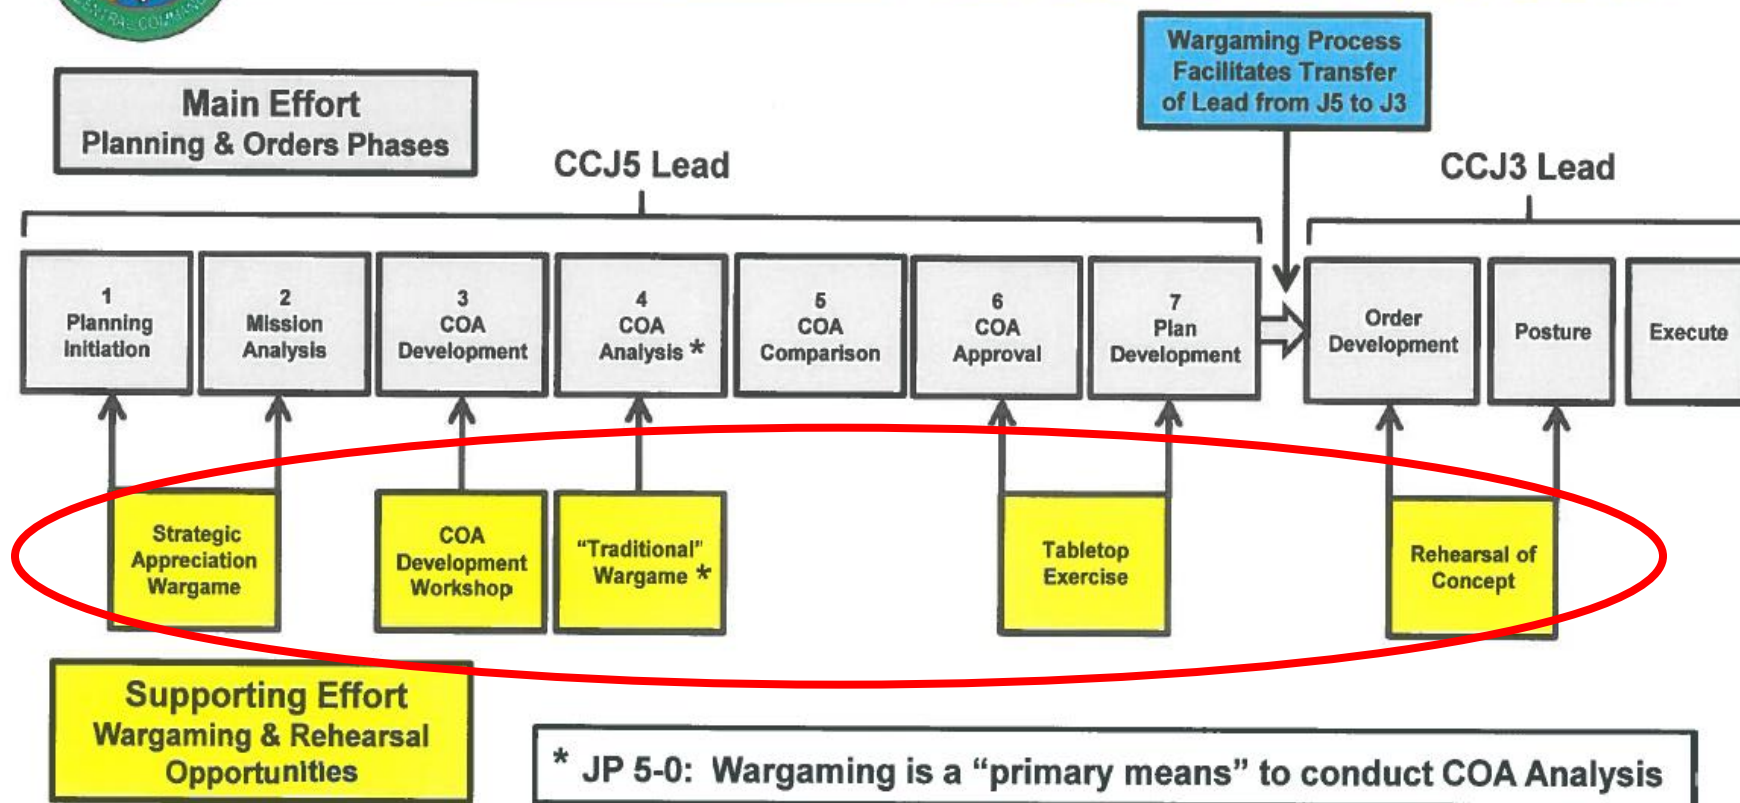 CENTRAL COMMAND
Wargaming Process
Facilitates Transfer
of Lead from J5 to J3
Main Effort
Planning & Orders Phases
CCJ5 Lead
CCJ3 Lead
1
Planning
Initiation
2
Mission
Analysis
3
COA
Development
4
COA
Analysis *
5
COA
Comparison
6
COA
Approval
7
Plan
Development
Order
Development
Posture
Execute
Strategic
Appreciation
Wargame
COA
Development
Workshop
“Traditional”
Wargame *
Tabletop
Exercise
Rehearsal of
Concept
Supporting Effort
Wargaming & Rehearsal
Opportunities
* JP 5-0: Wargaming is a “primary means” to conduct COA Analysis